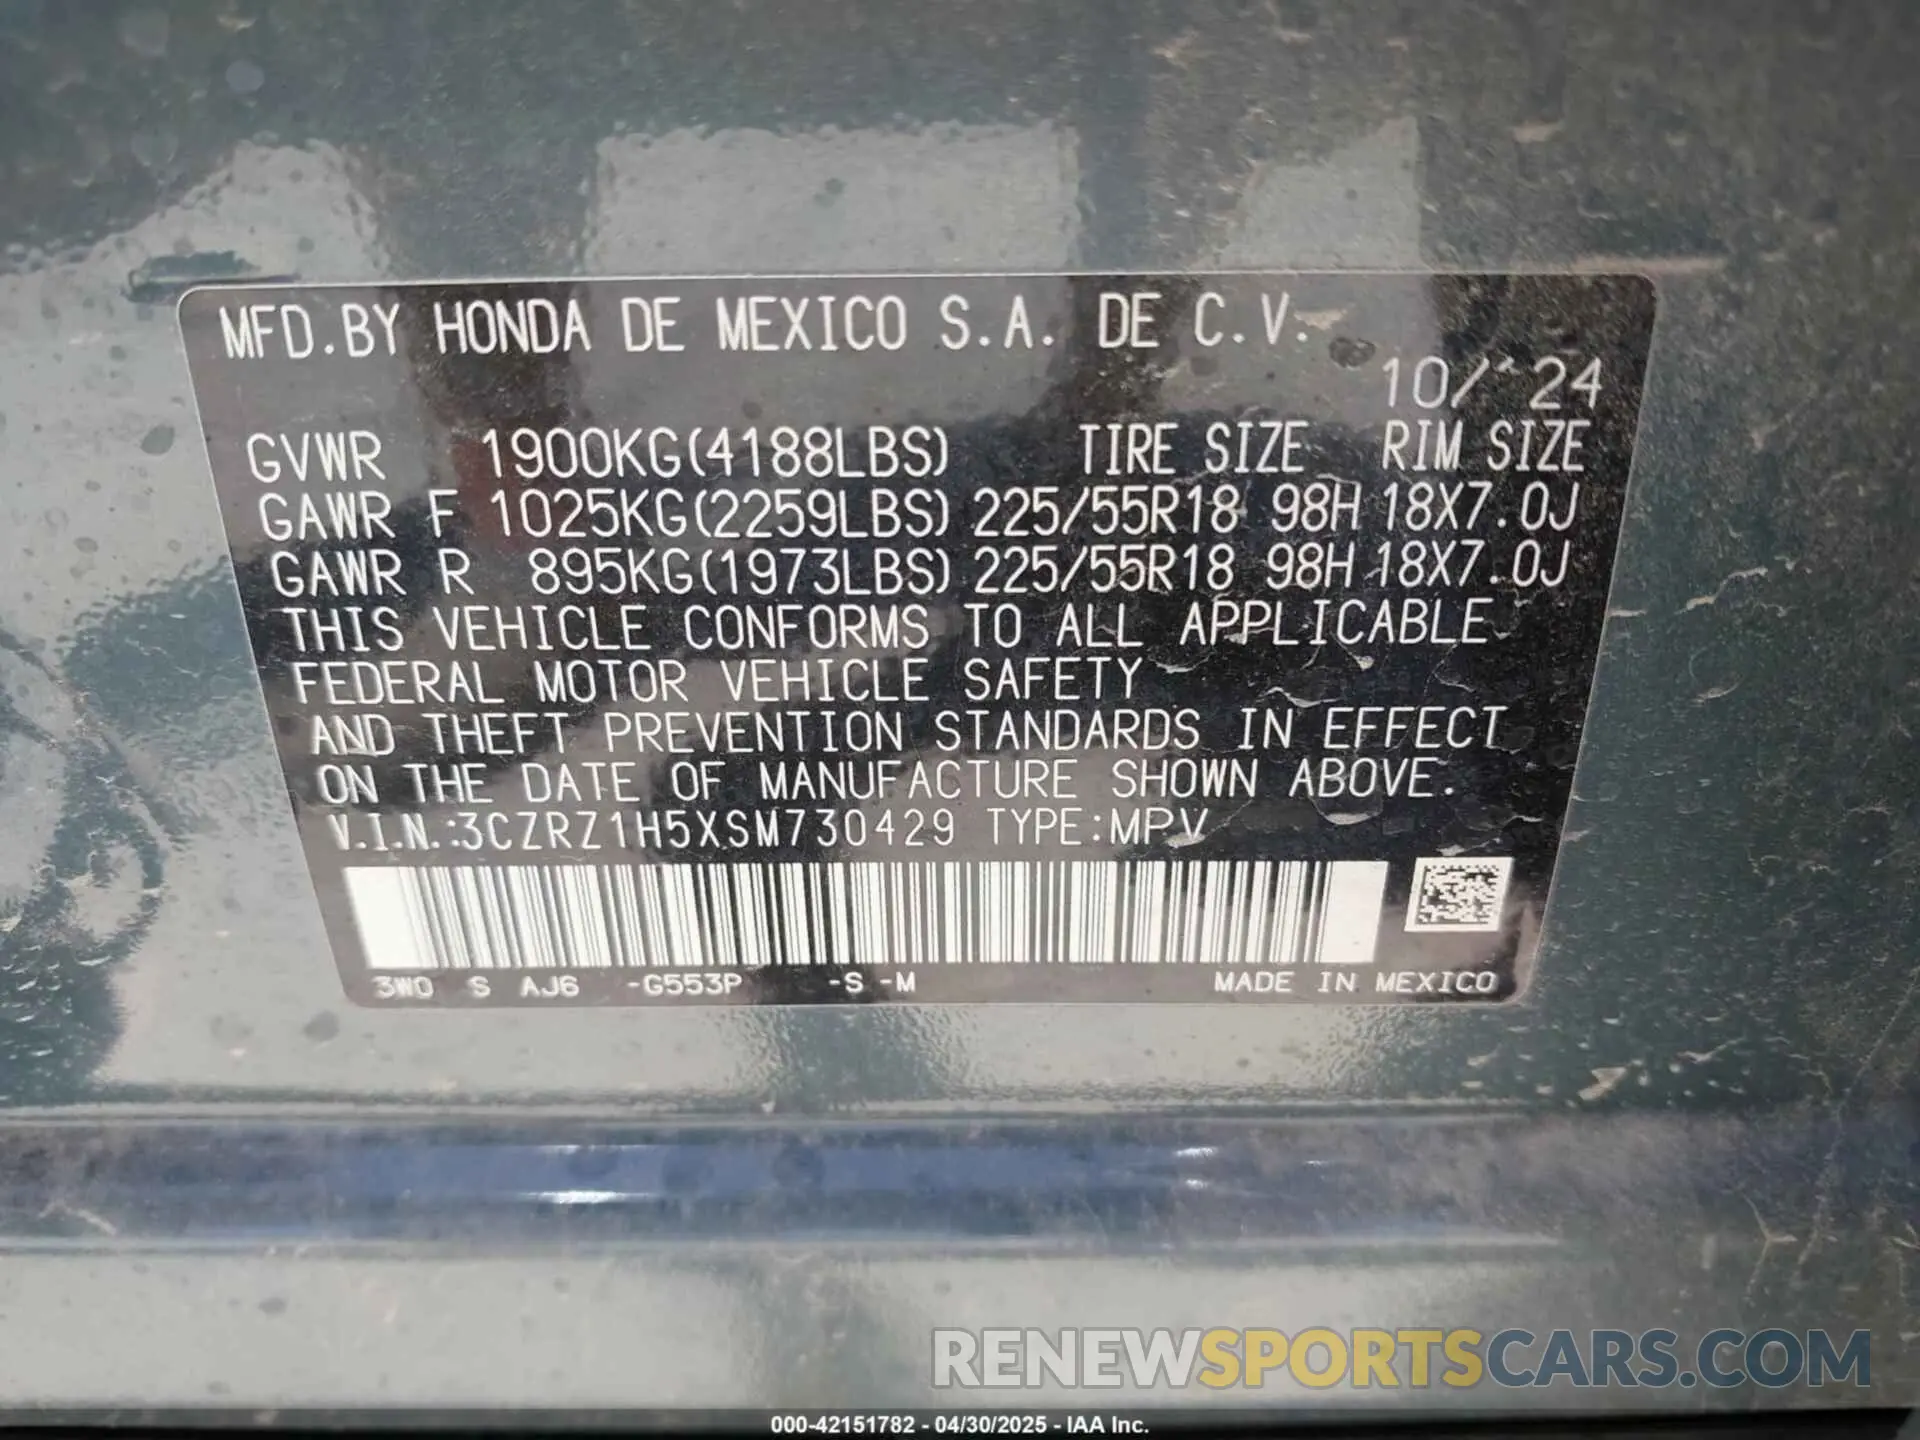 MFD.BY HONDA DE MEXICO S.A. DE C.V.
10/'24
GVWR 1900KG(4188LBS) TIRE SIZE RIM SIZE
GAWR F 1025KG(2259LBS) 225/55R18 98H 18X7.0J
GAWR R 895KG(1973LBS) 225/55R18 98H 18X7.0J
THIS VEHICLE CONFORMS TO ALL APPLICABLE
FEDERAL MOTOR VEHICLE SAFETY
AND THEFT PREVENTION STANDARDS IN EFFECT
ON THE DATE OF MANUFACTURE SHOWN ABOVE.
V.I.N.:3CZRZ1H5XSM730429 TYPE:MPV
3W0 S AJ6 -G553P -S -M MADE IN MEXICO
RENEWSPORTSCARS.COM
000-42151782 - 04/30/2025 - IAA Inc.